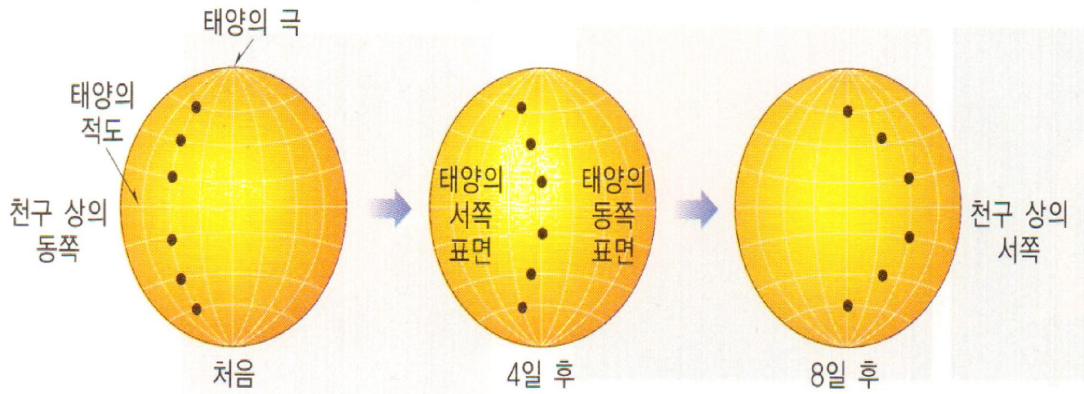 태양의 극
태양의
적도
천구 상의
동쪽
태양의
서쪽
표면
태양의
동쪽
표면
천구 상의
서쪽
처음
4일 후
8일 후